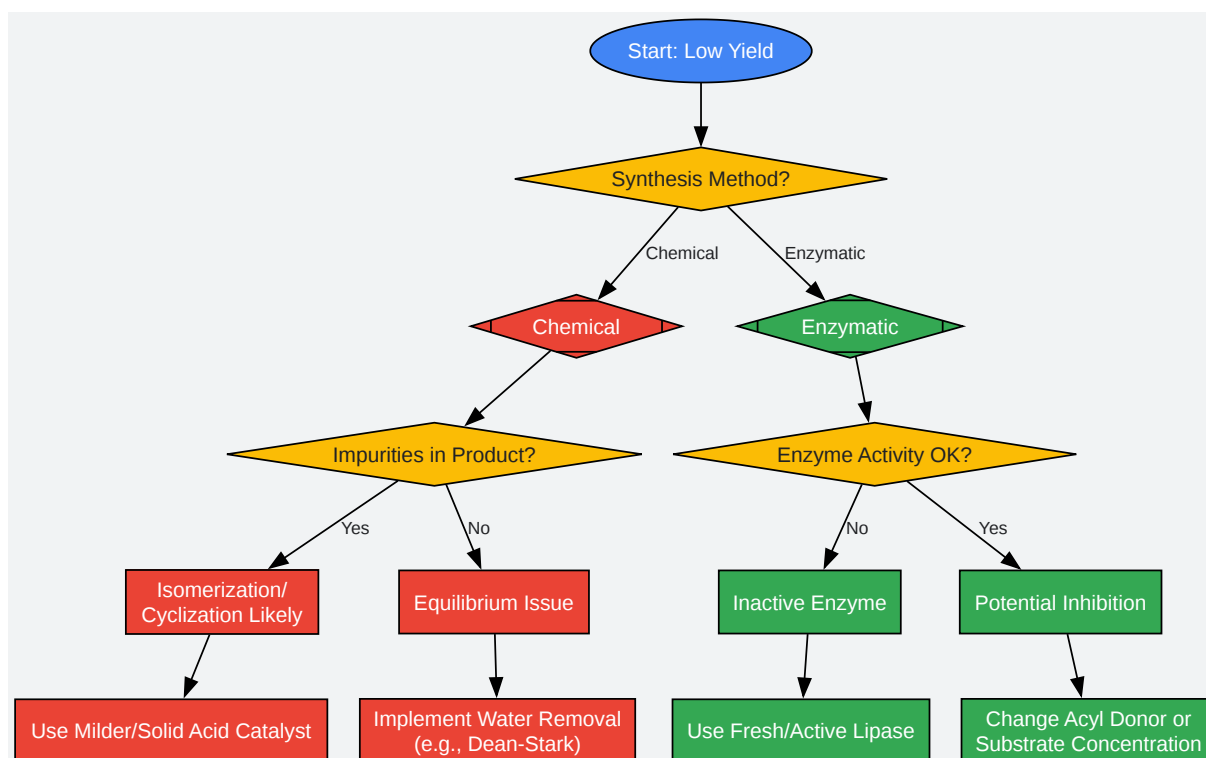 Start: Low Yield
Synthesis Method?
Chemical
Enzymatic
Chemical
Enzymatic
Impurities in Product?
Enzyme Activity OK?
Yes
No
No
Yes
Isomerization/
Cyclization Likely
Equilibrium Issue
Inactive Enzyme
Potential Inhibition
Use Milder/Solid Acid Catalyst
Implement Water Removal
(e.g., Dean-Stark)
Use Fresh/Active Lipase
Change Acyl Donor or
Substrate Concentration